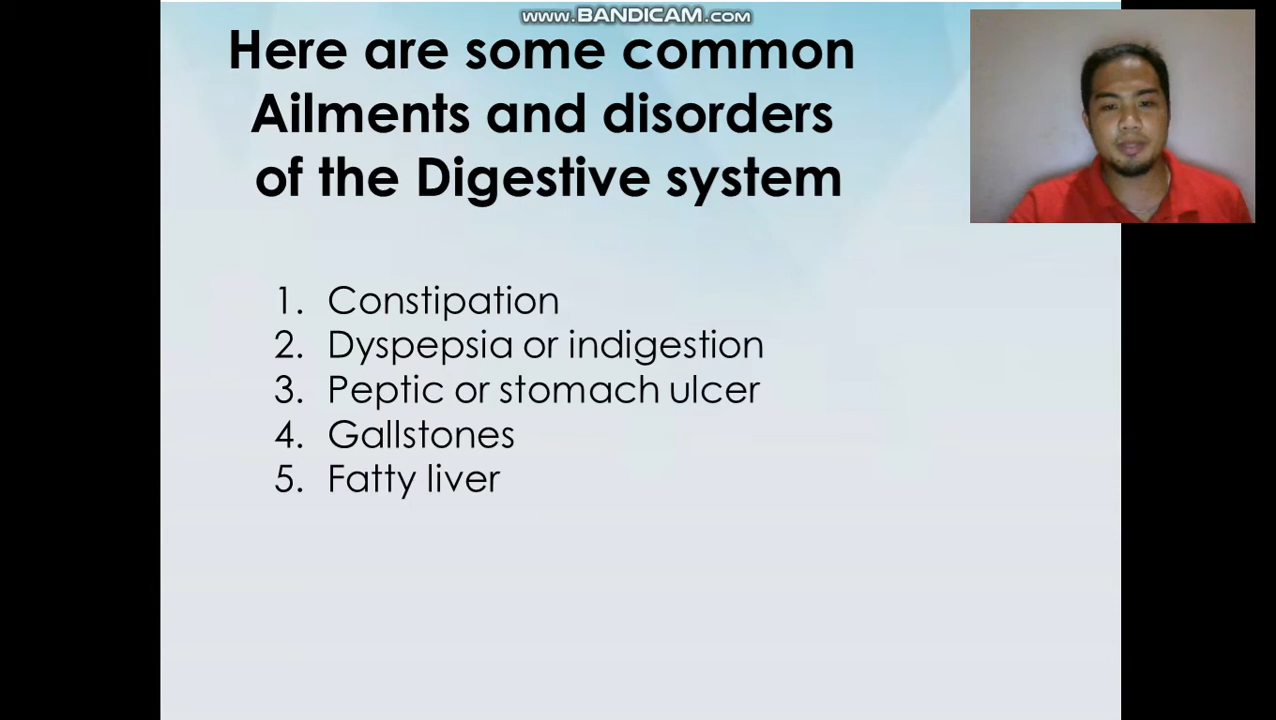 www.BANDICAM.com
Here are some common
Ailments and disorders
of the Digestive system
1. Constipation
2. Dyspepsia or indigestion
3. Peptic or stomach ulcer
4. Gallstones
5. Fatty liver